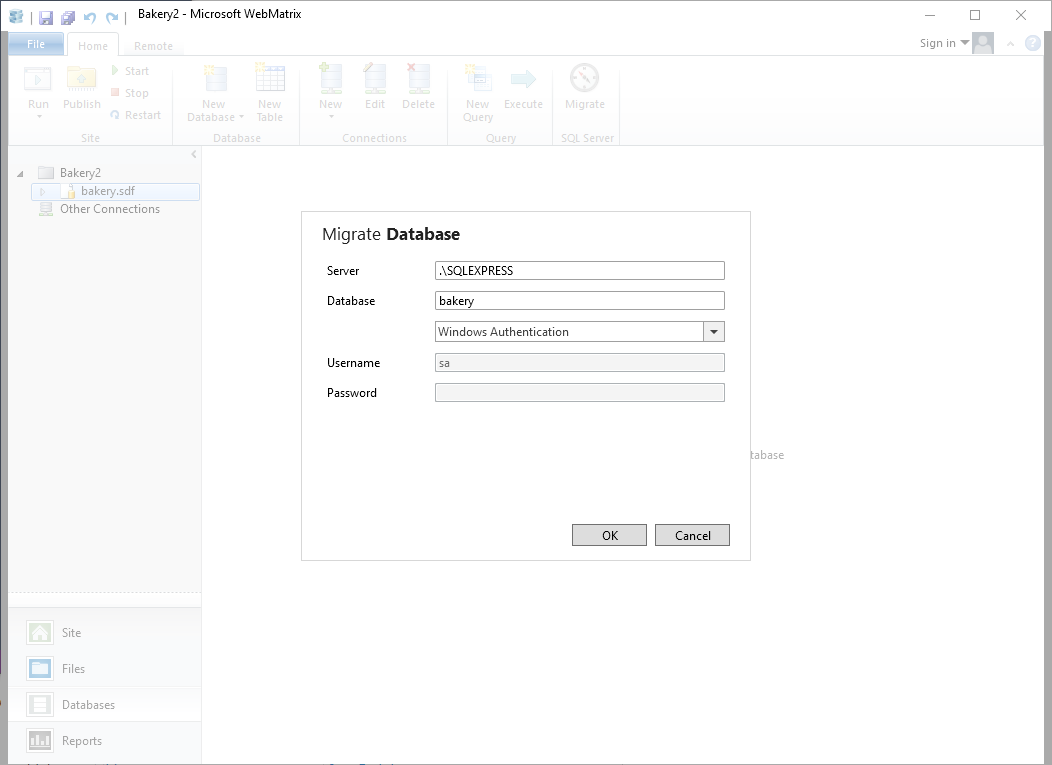 Bakery2 - Microsoft WebMatrix
File Home Remote
Sign in
Run Publish Start Stop Restart
New Database New Table
New Edit Delete
New Query Execute
Migrate
Site Database Connections Query SQL Server
Bakery2
bakery.sdf
Other Connections
Migrate Database
Server .\SQLEXPRESS
Database bakery
Windows Authentication
Username sa
Password
tabase
OK Cancel
Site
Files
Databases
Reports